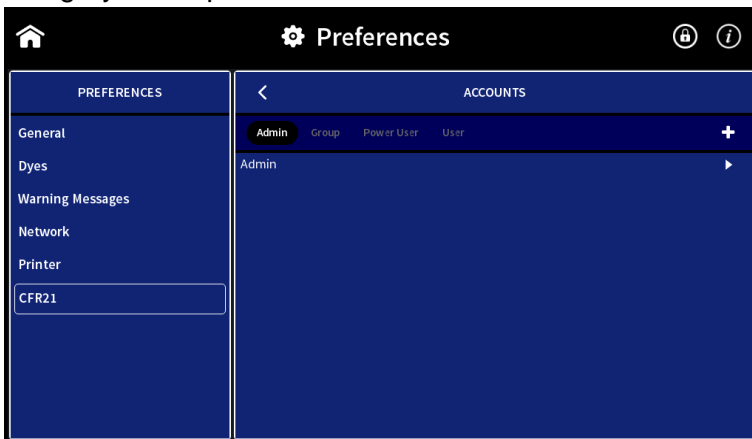 Preferences
PREFERENCES
ACCOUNTS
General
Admin Group Power User User
Dyes
Admin
Warning Messages
Network
Printer
CFR21